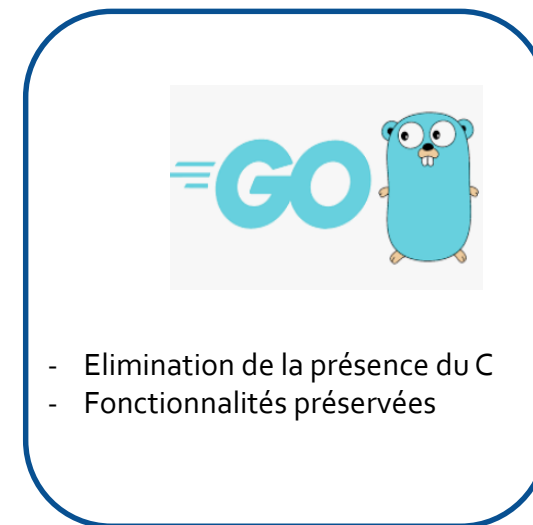 GO
- Elimination de la présence du C
- Fonctionnalités préservées